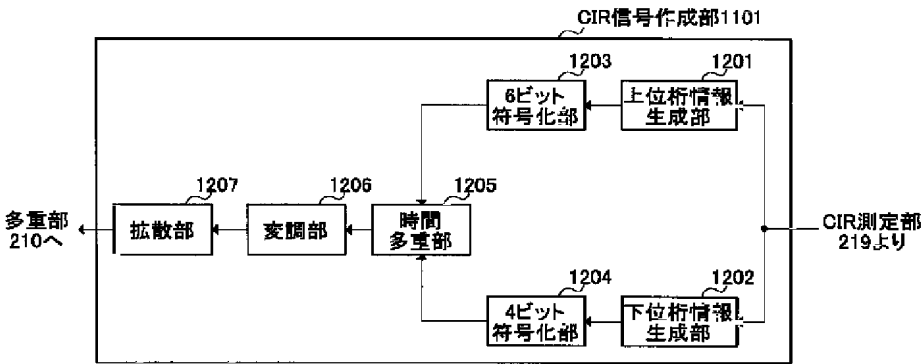 CIR信号作成部1101
1203
1201
6ビット
符号化部
上位桁情報
生成部
1207
1206
1205
多重部
210へ
拡散部
変調部
時間
多重部
CIR測定部
219より
1204
1202
4ビット
符号化部
下位桁情報
生成部